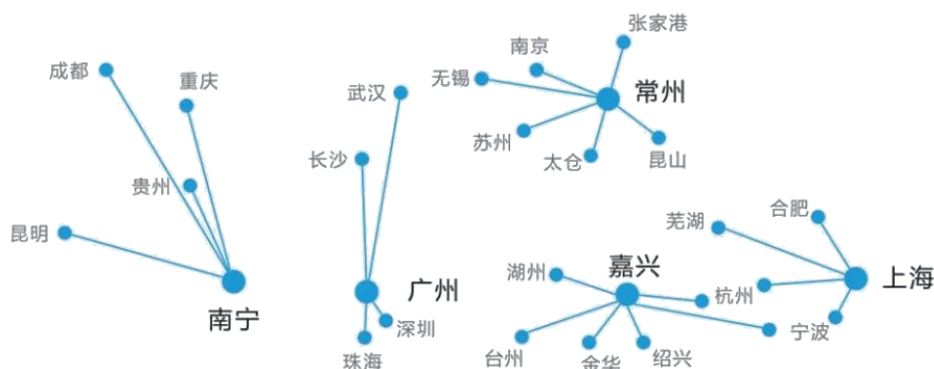 张家港
南京
无锡
常州
苏州
太仓
昆山
成都
重庆
武汉
长沙
贵州
昆明
南宁
广州
深圳
珠海
芜湖
合肥
湖州
嘉兴
杭州
上海
宁波
台州
金华
绍兴